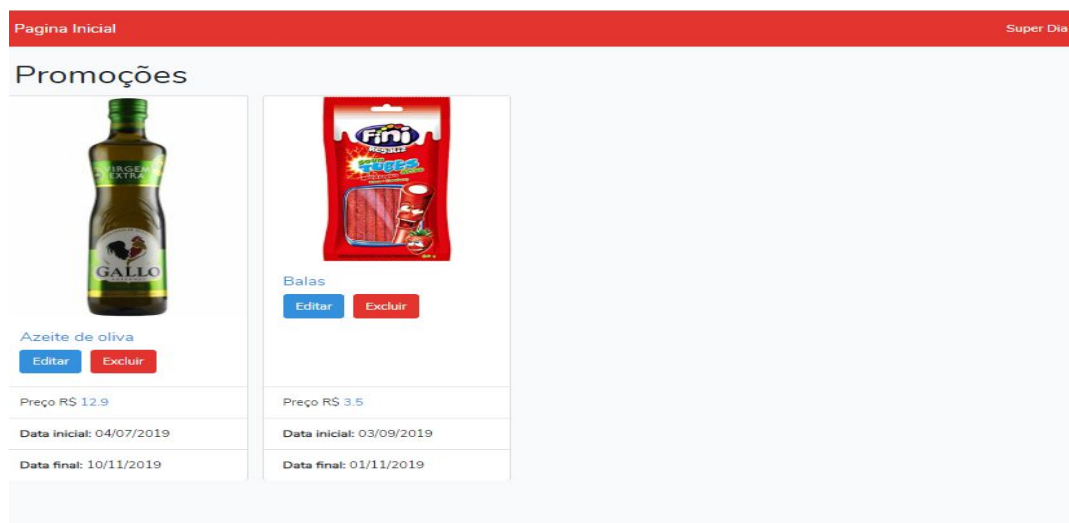 Pagina Inicial
Super Dia
Promoções
VIRGEM
EXTRA
GALLO
Azeite de oliva
Editar
Excluir
Preço R$ 12.9
Data inicial: 04/07/2019
Data final: 10/11/2019
Fini
Regaliz
TUBES
Balas
Editar
Excluir
Preço R$ 3.5
Data inicial: 03/09/2019
Data final: 01/11/2019